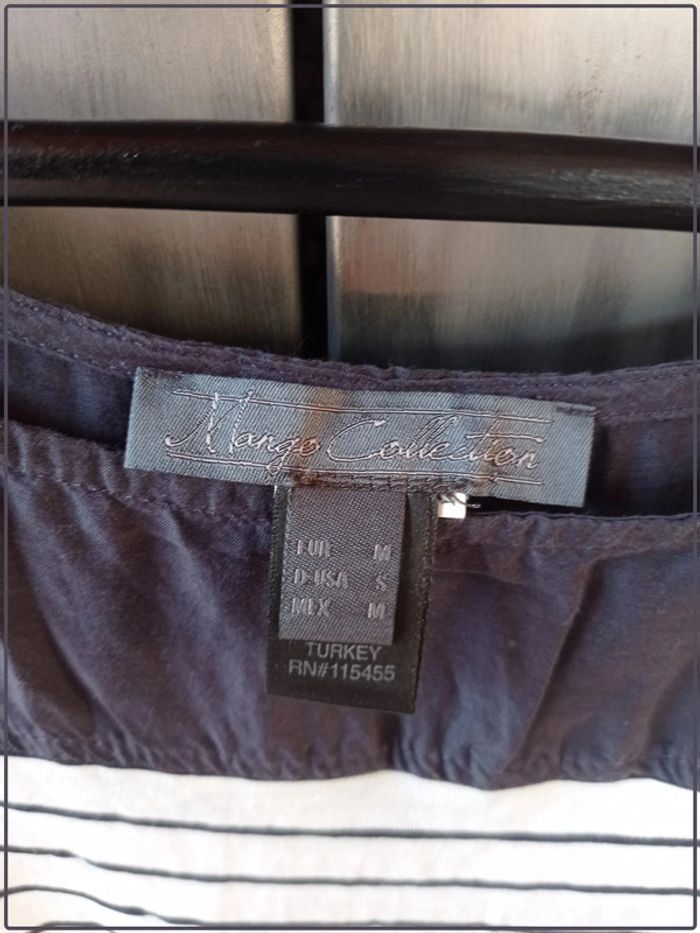 Mango Collection
EUR M
D-USA S
MEX M
TURKEY
RN#115455